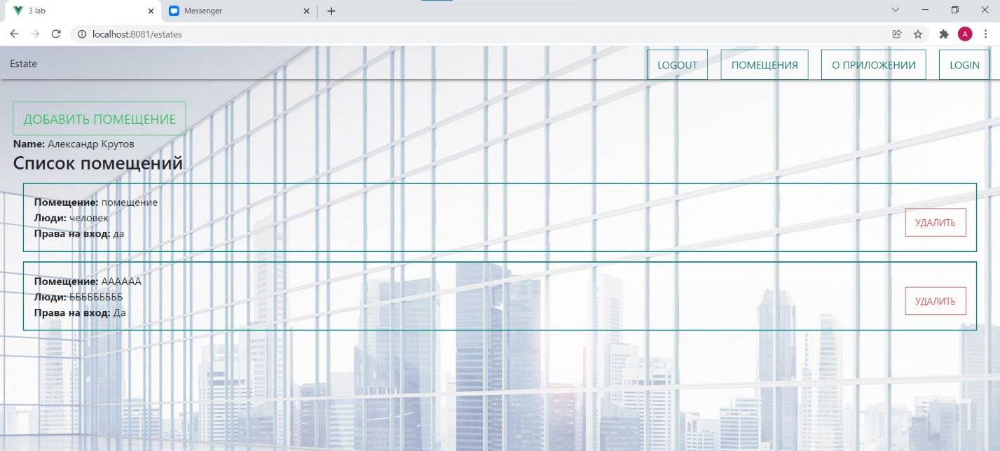 3 lab
Messenger
localhost:8081/estates
A
Estate
LOGOUT
ПОМЕЩЕНИЯ
О ПРИЛОЖЕНИИ
LOGIN
ДОБАВИТЬ ПОМЕЩЕНИЕ
Name: Александр Крутов
Список помещений
Помещение: помещение
Люди: человек
Права на вход: да
УДАЛИТЬ
Помещение: АААААА
Люди: БББББББББ
Права на вход: Да
УДАЛИТЬ